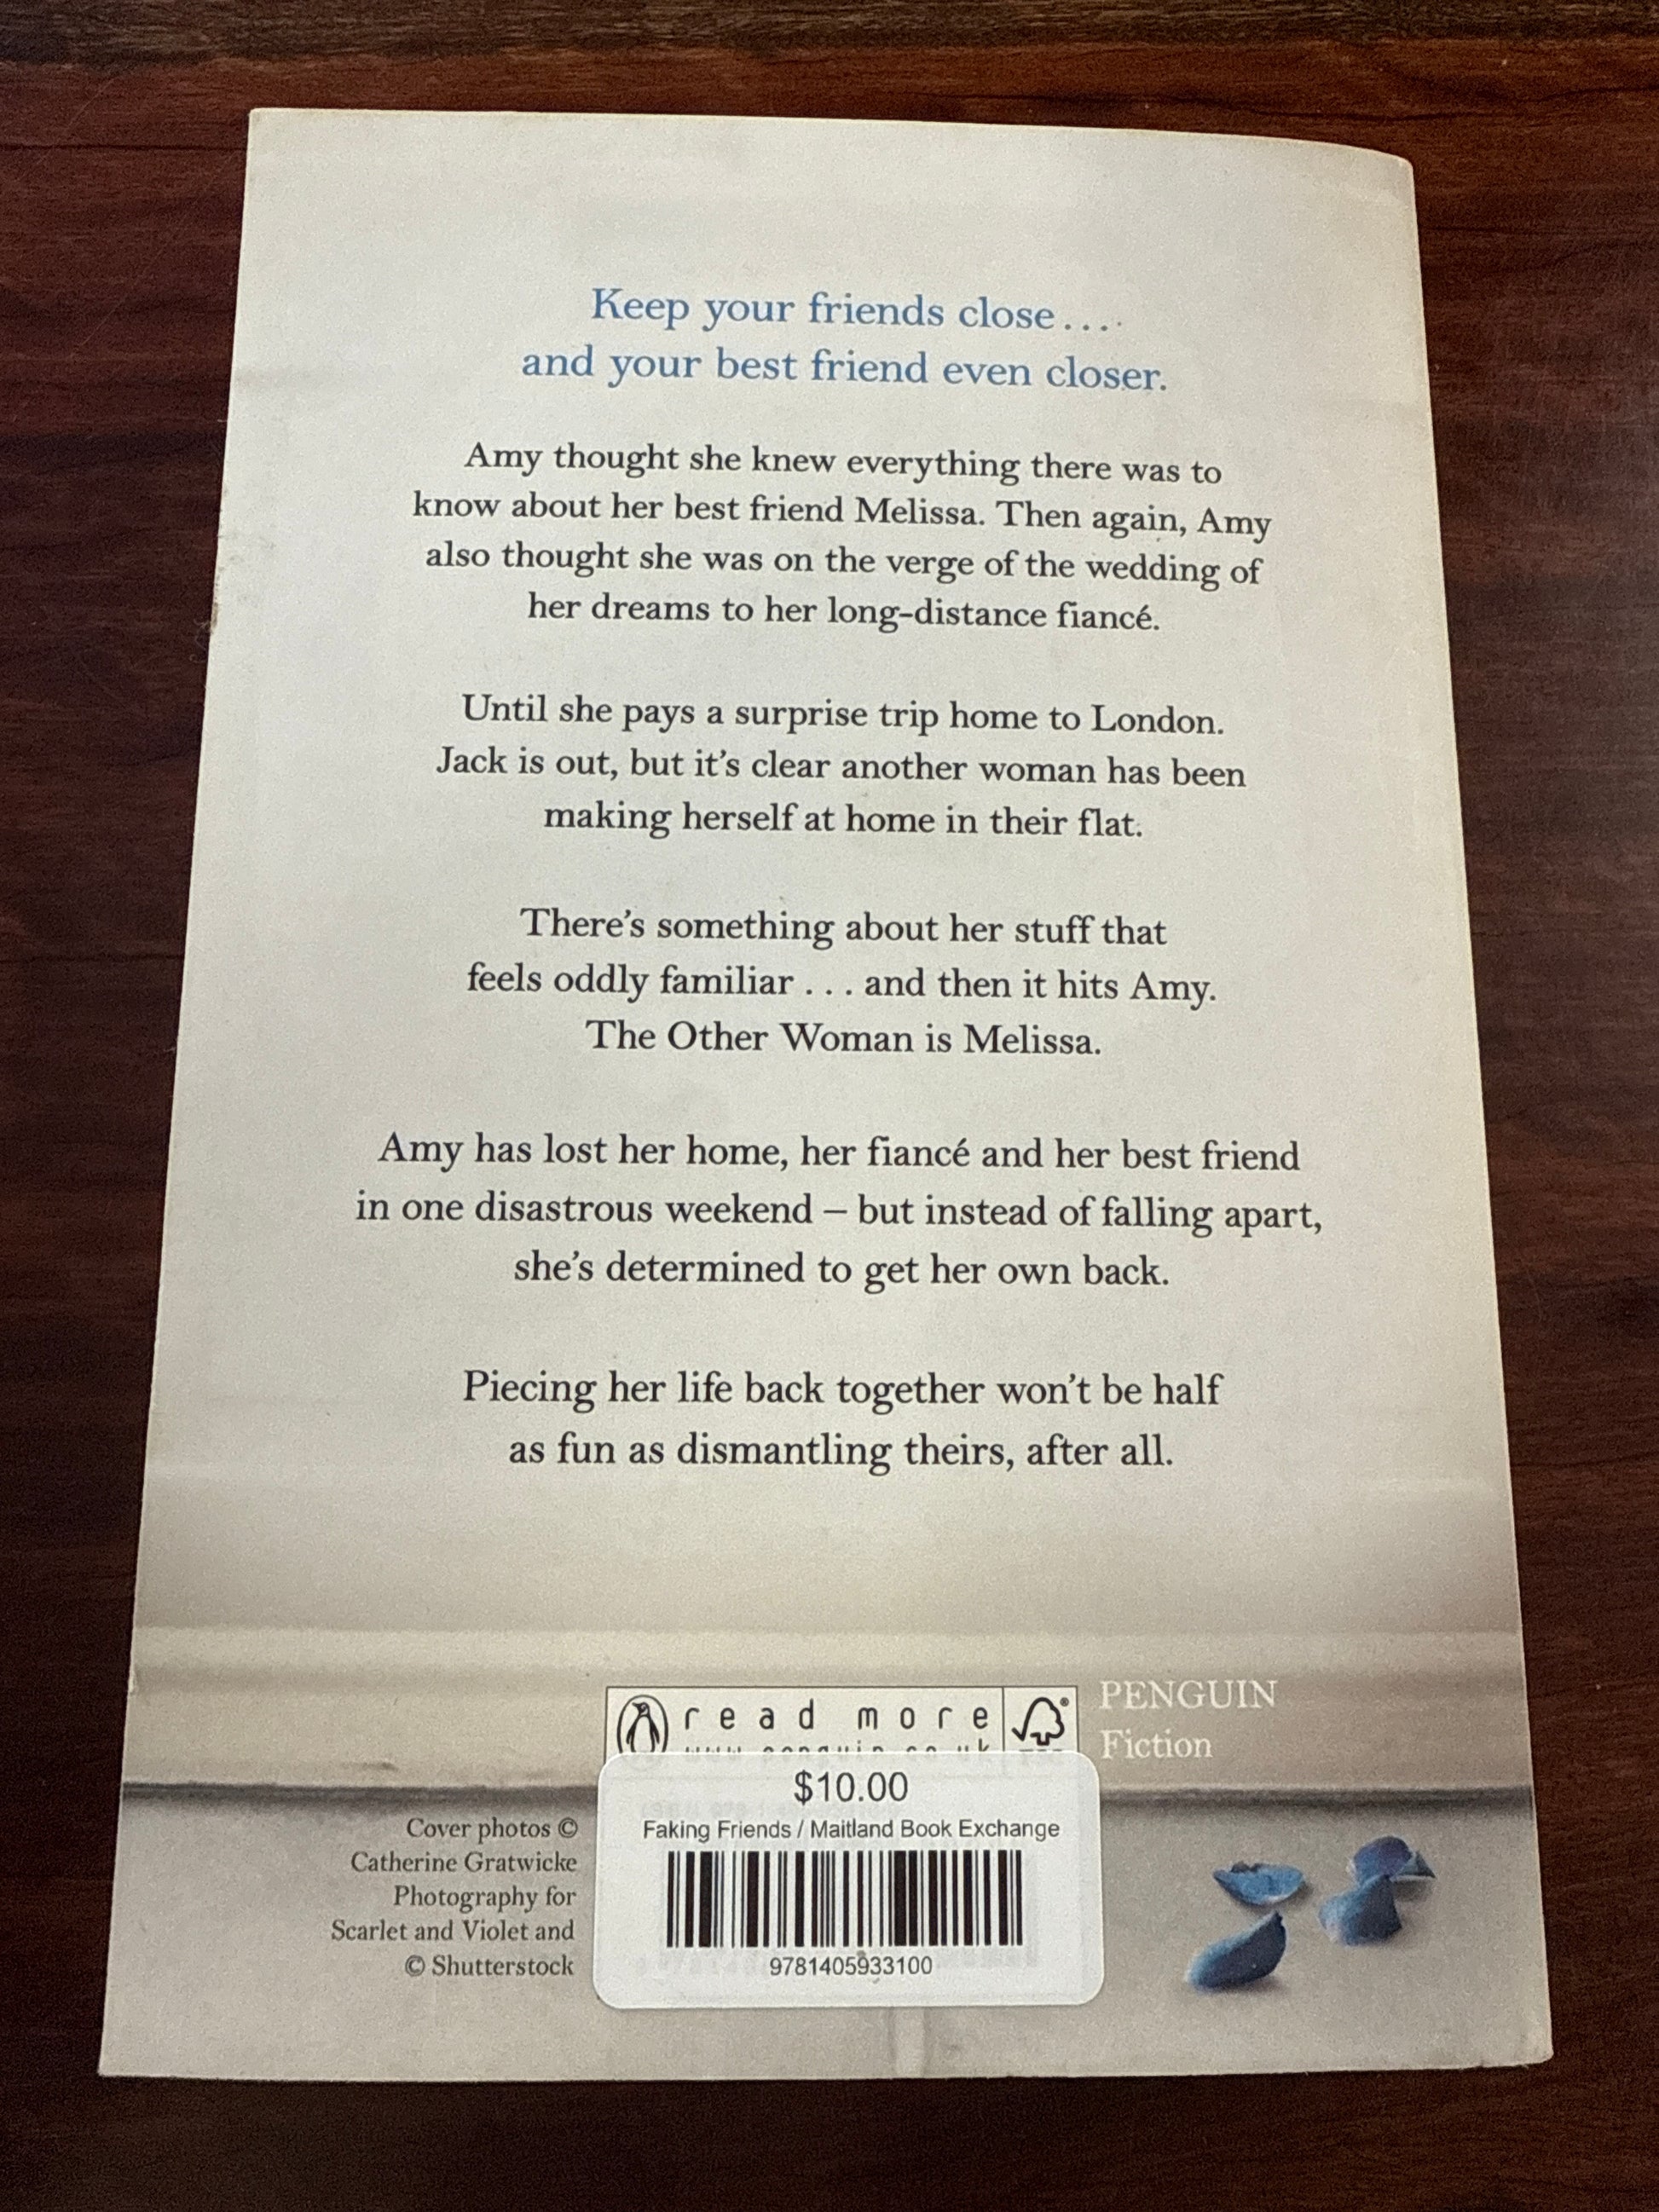 Keep your friends close....
and your best friend even closer.
Amy thought she knew everything there was to
know about her best friend Melissa. Then again, Amy
also thought she was on the verge of the wedding of
her dreams to her long-distance fiancé.
Until she pays a surprise trip home to London.
Jack is out, but it's clear another woman has been
making herself at home in their flat.
There's something about her stuff that
feels oddly familiar . . . and then it hits Amy.
The Other Woman is Melissa.
Amy has lost her home, her fiancé and her best friend
in one disastrous weekend – but instead of falling apart,
she's determined to get her own back.
Piecing her life back together won't be half
as fun as dismantling theirs, after all.
read more
PENGUIN
Fiction
Cover photos ©
Catherine Gratwicke
Photography for
Scarlet and Violet and
© Shutterstock
$10.00
Faking Friends / Maitland Book Exchange
9781405933100